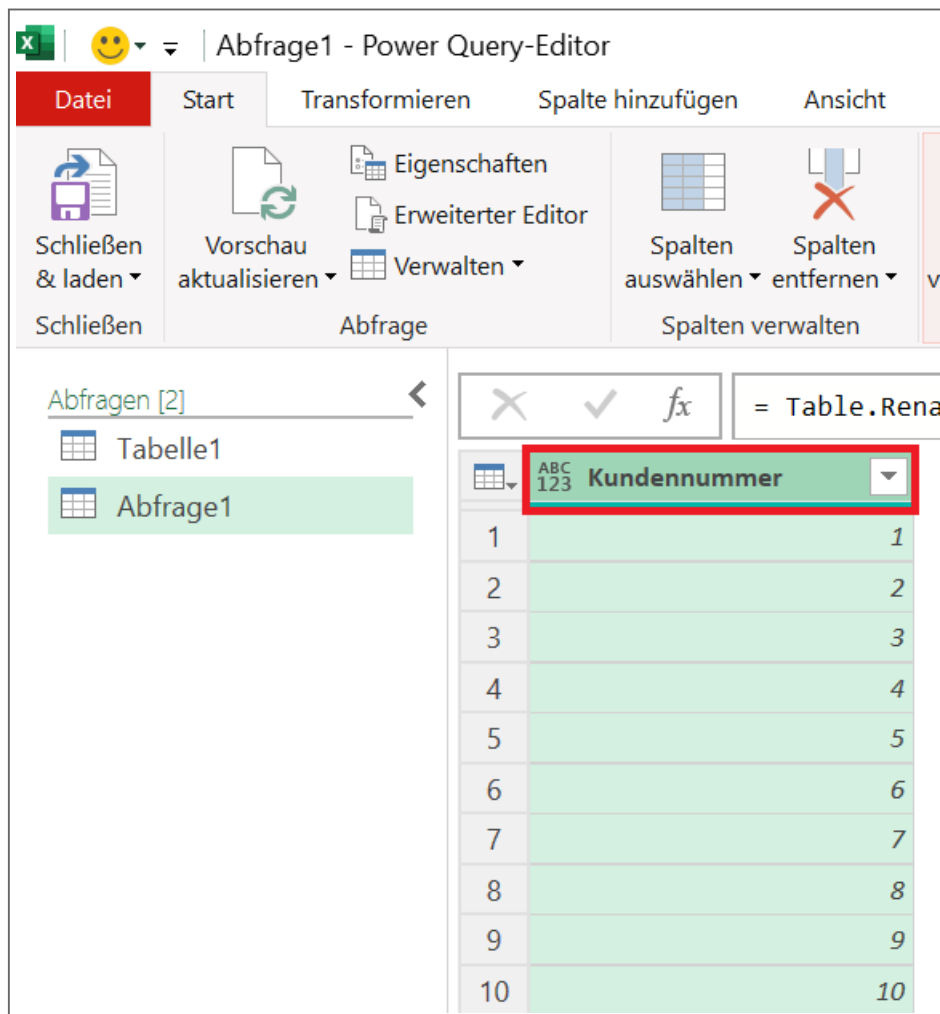 Abfrage1 - Power Query-Editor
Datei Start Transformieren Spalte hinzufügen Ansicht
Eigenschaften
Erweiterter Editor
Verwalten
Schließen
& laden
Vorschau
aktualisieren
Spalten
auswählen
Spalten
entfernen
v
Schließen Abfrage Spalten verwalten
Abfragen [2]
Tabelle1
Abfrage1
fx = Table.Rena
ABC
123 Kundennummer
1 1
2 2
3 3
4 4
5 5
6 6
7 7
8 8
9 9
10 10